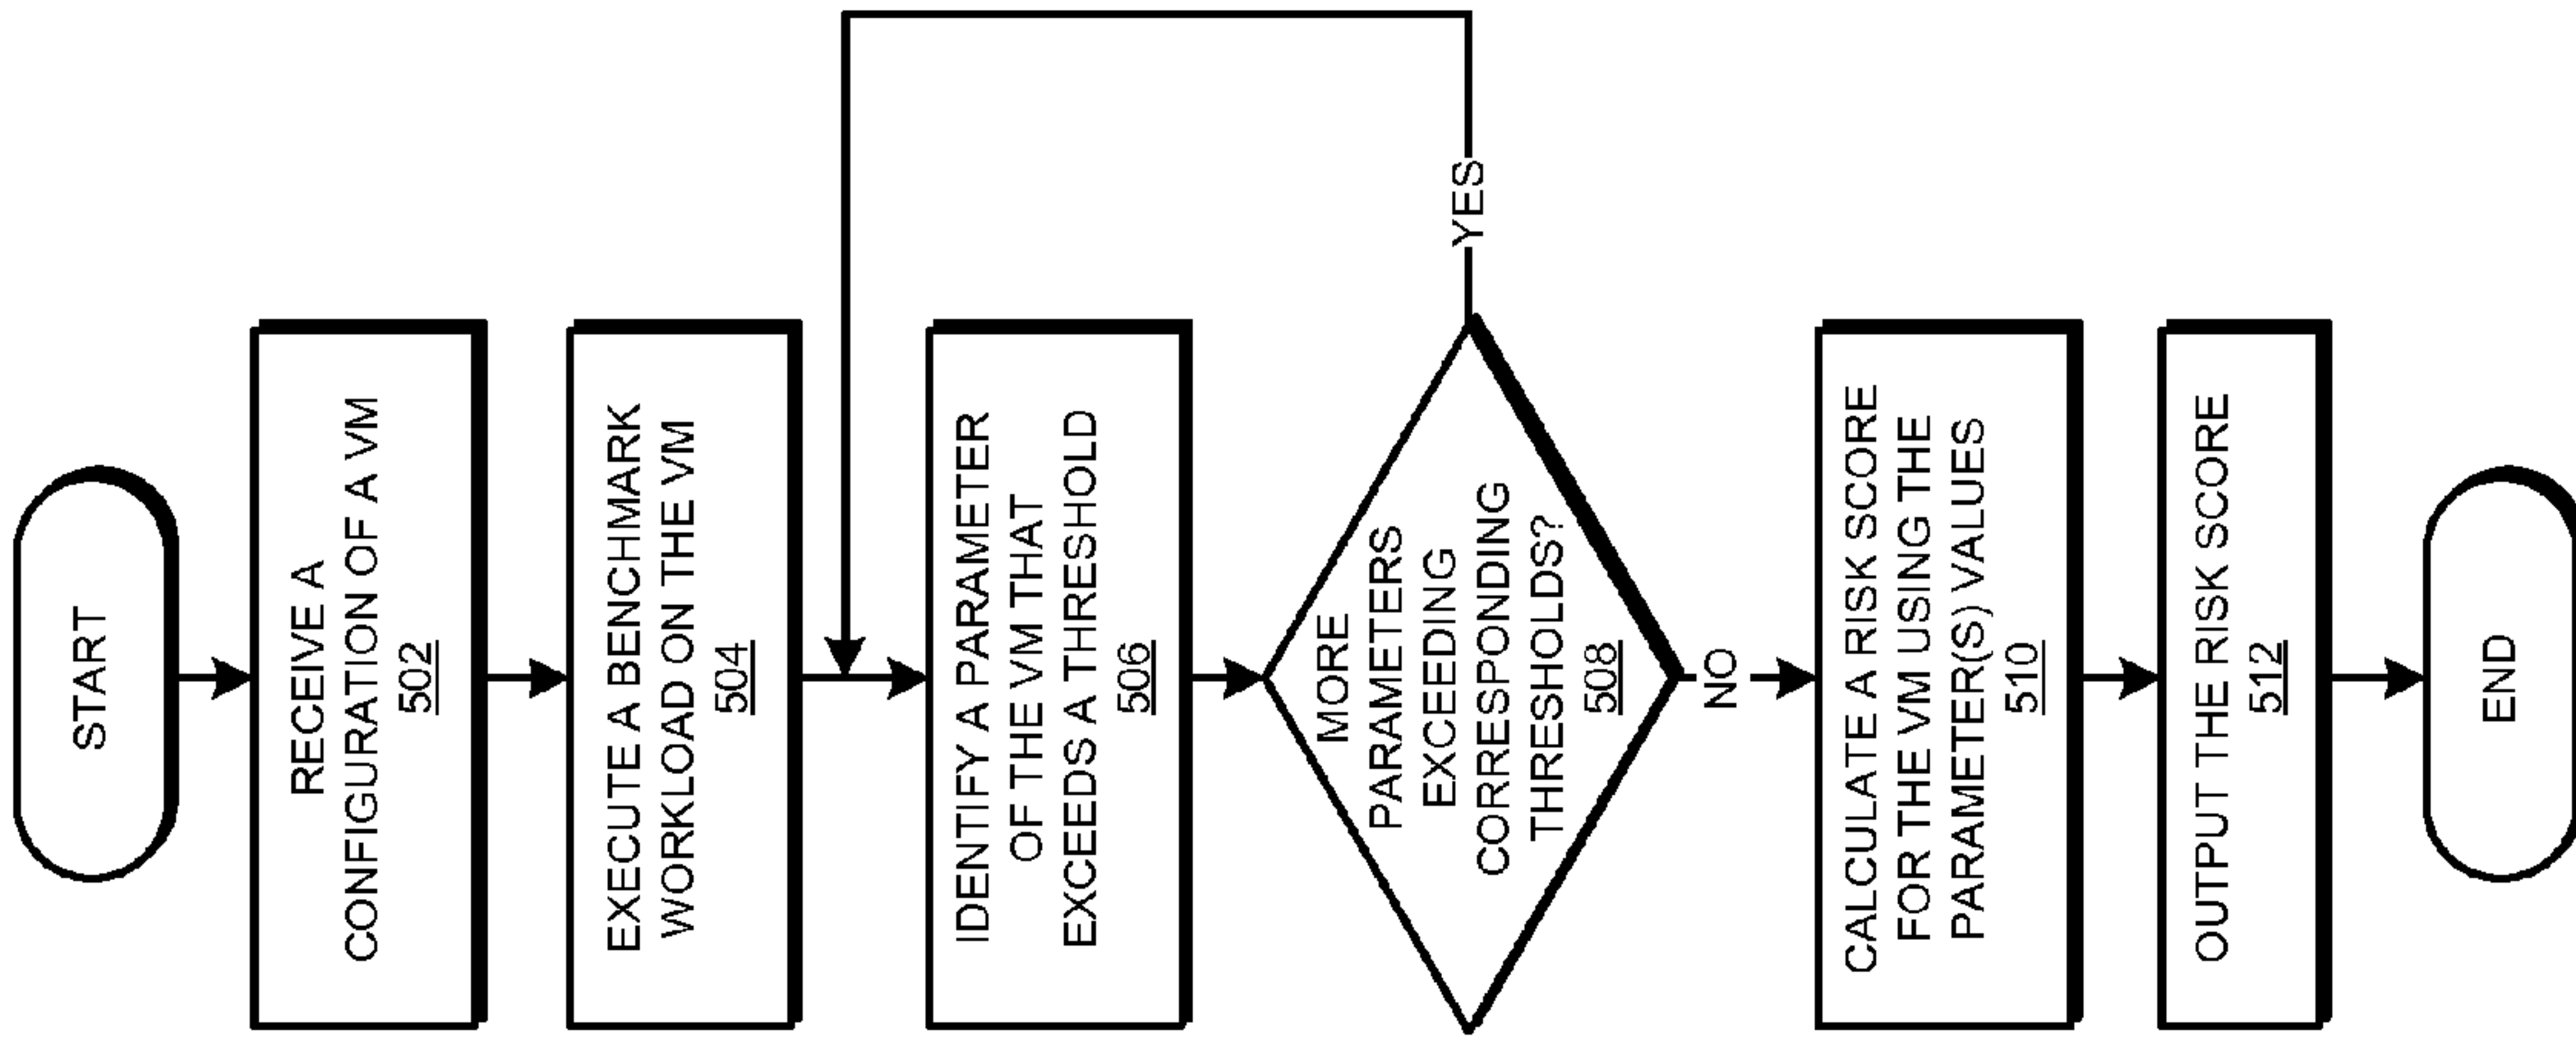 START
RECEIVE A
CONFIGURATION OF A VM
502
EXECUTE A BENCHMARK
WORKLOAD ON THE VM
504
IDENTIFY A PARAMETER
OF THE VM THAT
EXCEEDS A THRESHOLD
506
MORE
PARAMETERS
EXCEEDING
CORRESPONDING
THRESHOLDS?
508
YES
NO
CALCULATE A RISK SCORE
FOR THE VM USING THE
PARAMETER(S) VALUES
510
OUTPUT THE RISK SCORE
512
END